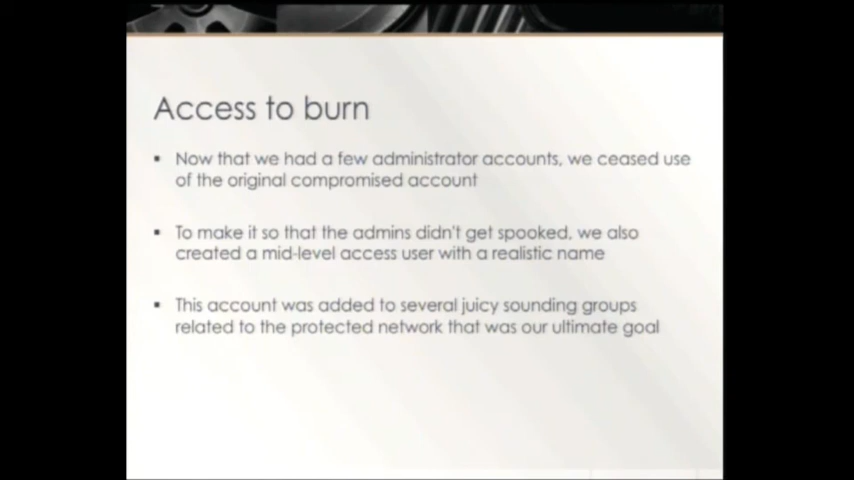 Access to burn
▪ Now that we had a few administrator accounts, we ceased use
of the original compromised account
▪ To make it so that the admins didn't get spooked, we also
created a mid-level access user with a realistic name
▪ This account was added to several juicy sounding groups
related to the protected network that was our ultimate goal